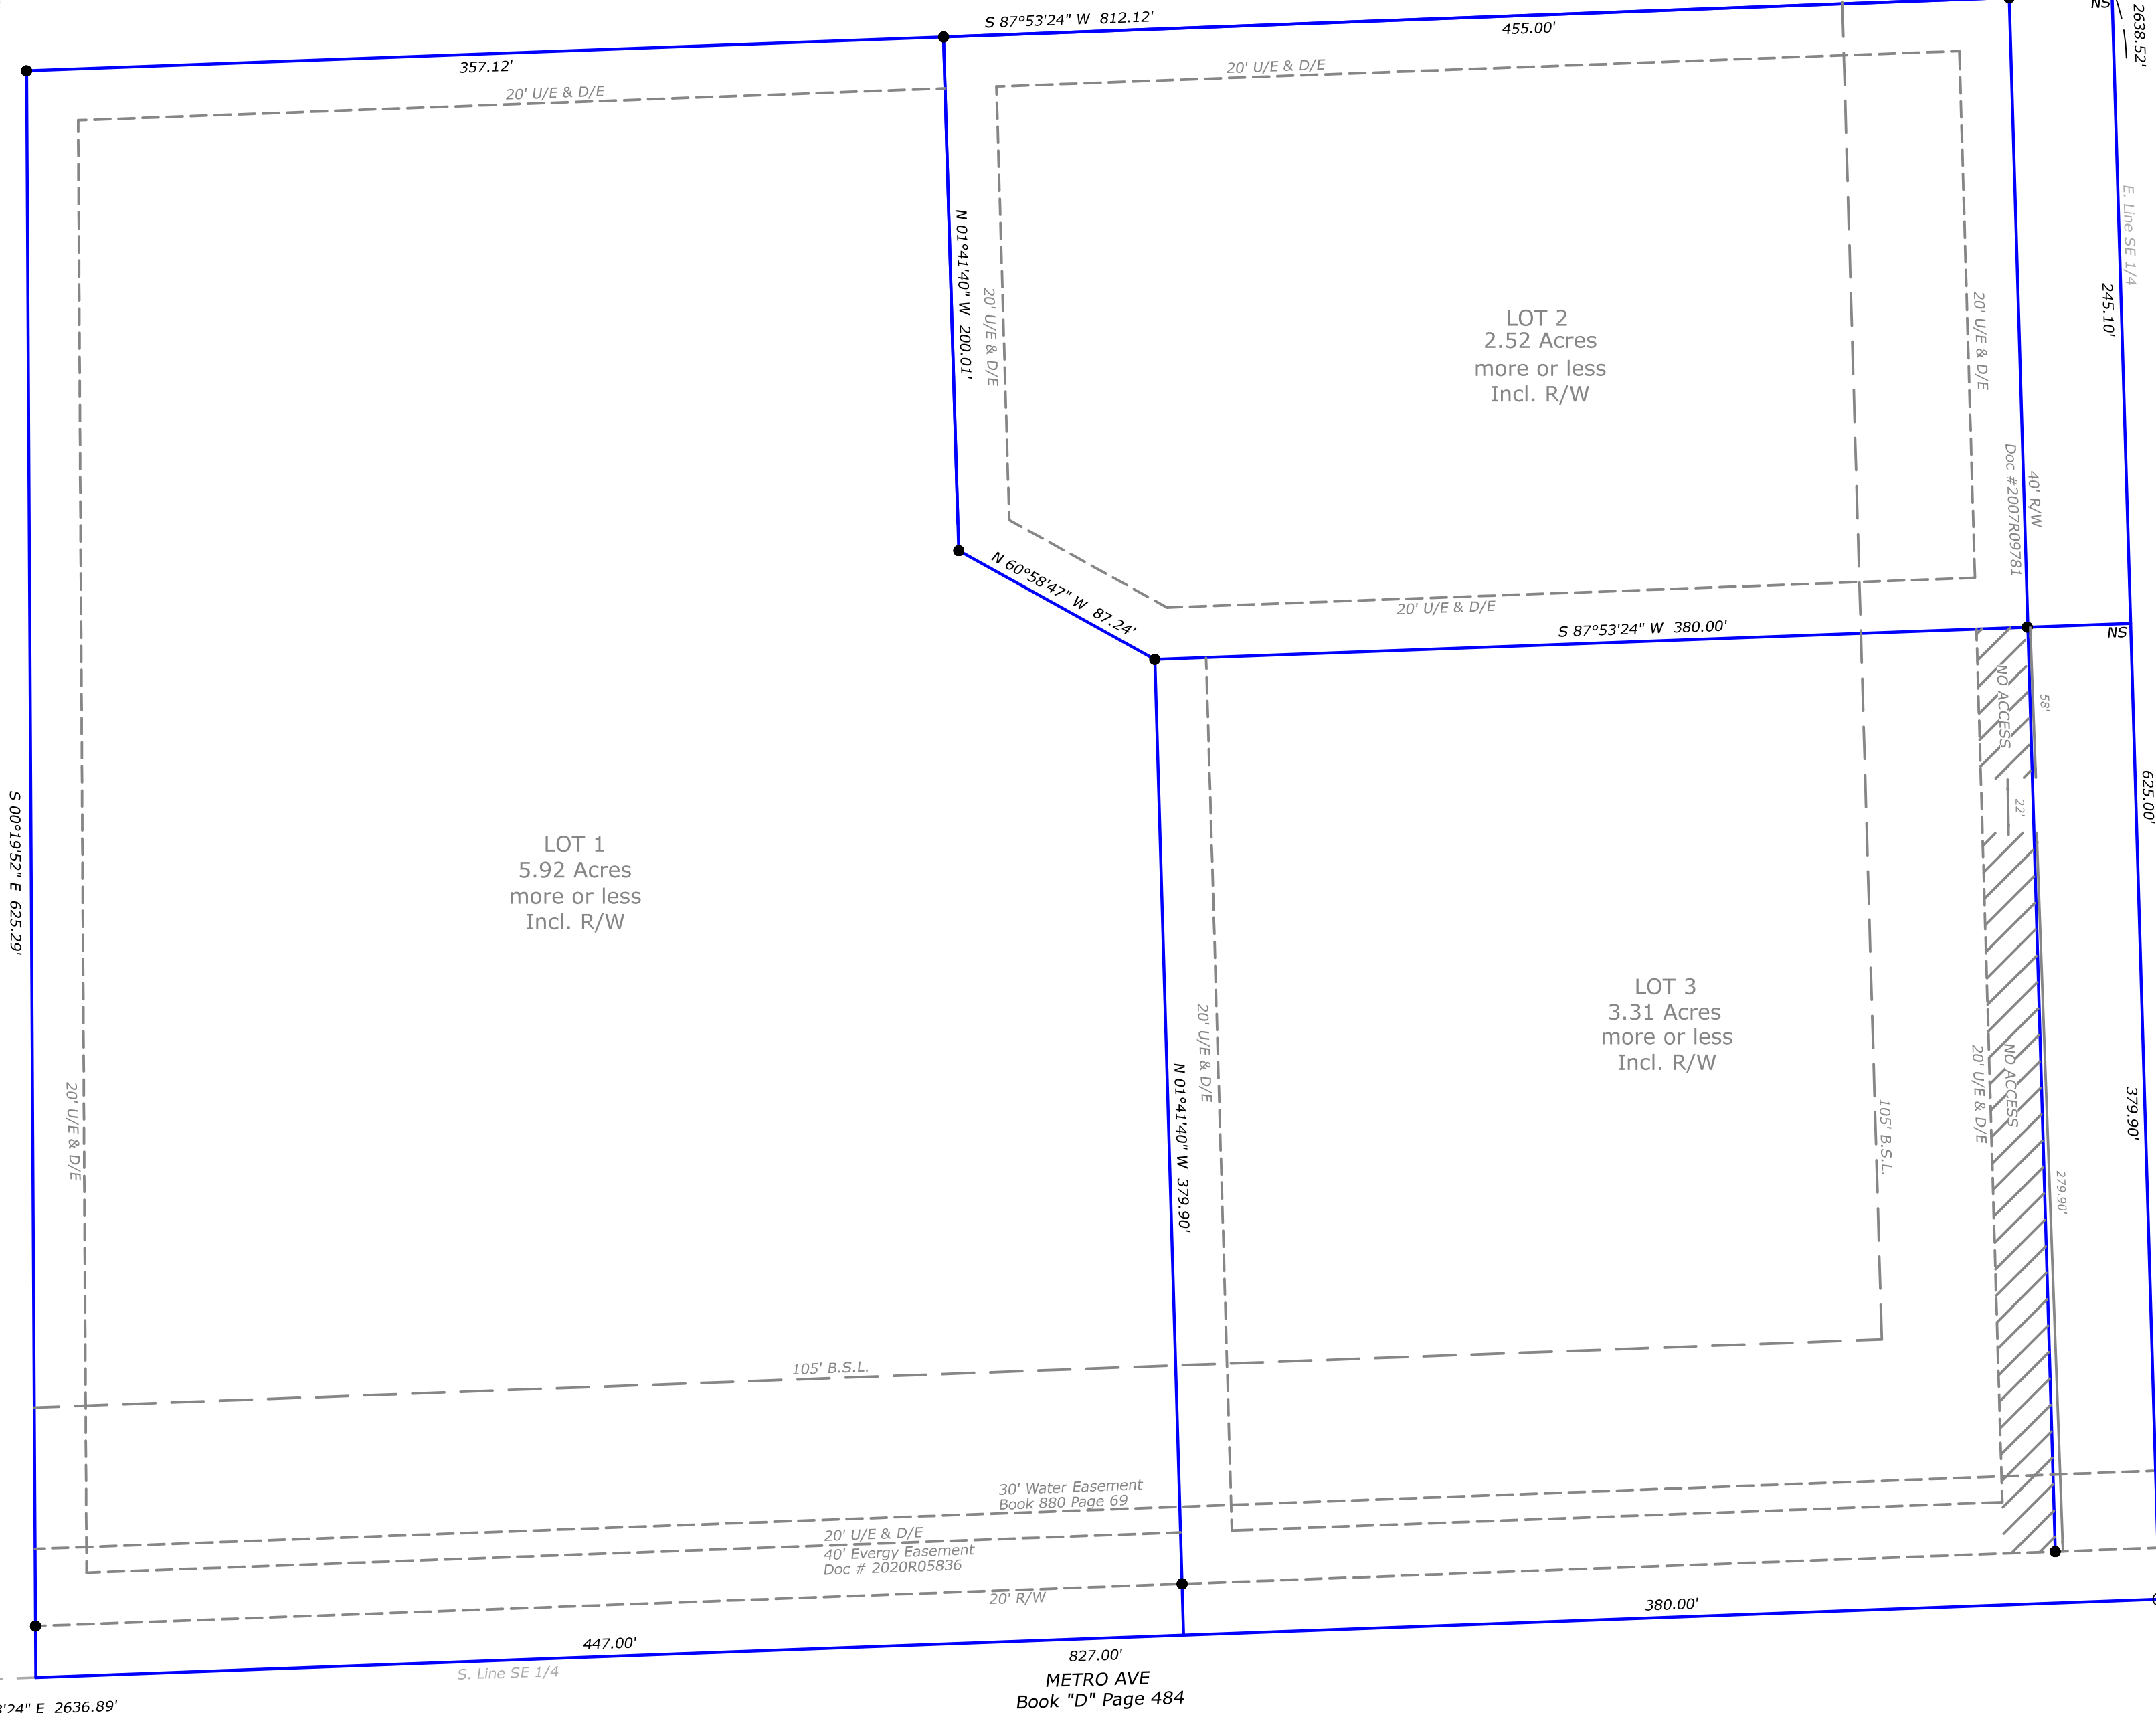 S 87°53'24" W  812.12'
455.00'
357.12'
NS
2638.52'
20' U/E & D/E
20' U/E & D/E
N 01°41'40" W  200.01'
20' U/E & D/E
20' U/E & D/E
E. Line SE 1/4
245.10'
LOT 2
2.52 Acres
more or less
Incl. R/W
Doc #2007R09781
40' R/W
N 60°58'47" W  87.24'
20' U/E & D/E
S 87°53'24" W  380.00'
NS
NO ACCESS
58'
22'
625.00'
S 00°19'52" E  625.29'
LOT 1
5.92 Acres
more or less
Incl. R/W
LOT 3
3.31 Acres
more or less
Incl. R/W
20' U/E & D/E
20' U/E & D/E
N 01°41'40" W  379.90'
105' B.S.L.
20' U/E & D/E
NO ACCESS
279.90'
379.90'
105' B.S.L.
30' Water Easement
Book 880 Page 69
20' U/E & D/E
40' Evergy Easement
Doc # 2020R05836
20' R/W
380.00'
447.00'
827.00'
S. Line SE 1/4
METRO AVE
Book "D" Page 484
'24" E  2636.89'